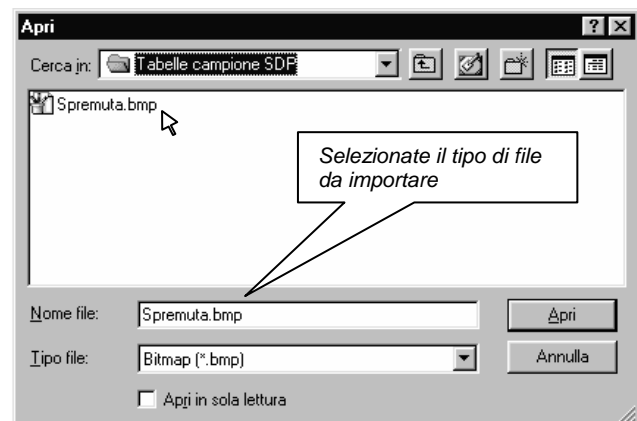 Apri
Cerca in: Tabelle campione SDP
Spremuta.bmp
Selezionate il tipo di file
da importare
Nome file: Spremuta.bmp Apri
Tipo file: Bitmap (*.bmp) Annulla
Apri in sola lettura